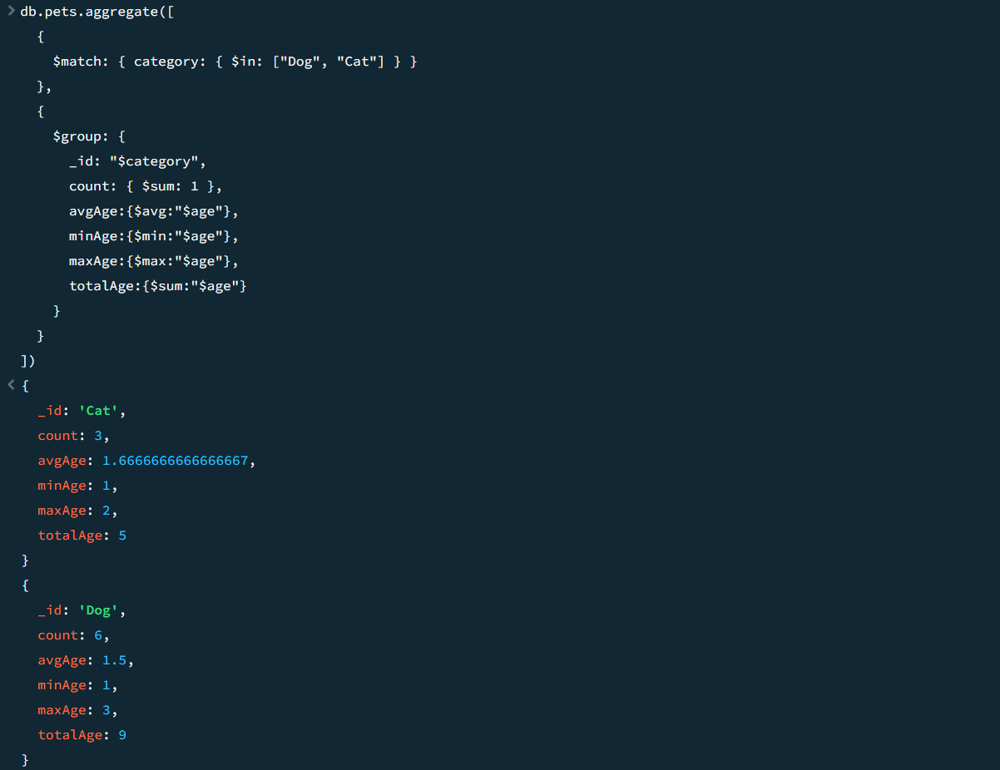 > db.pets.aggregate([
    {
      $match: { category: { $in: ["Dog", "Cat"] } }
    },
    {
      $group: {
        _id: "$category",
        count: { $sum: 1 },
        avgAge:{$avg:"$age"},
        minAge:{$min:"$age"},
        maxAge:{$max:"$age"},
        totalAge:{$sum:"$age"}
      }
    }
  ])
< {
    _id: 'Cat',
    count: 3,
    avgAge: 1.6666666666666667,
    minAge: 1,
    maxAge: 2,
    totalAge: 5
  }
  {
    _id: 'Dog',
    count: 6,
    avgAge: 1.5,
    minAge: 1,
    maxAge: 3,
    totalAge: 9
  }